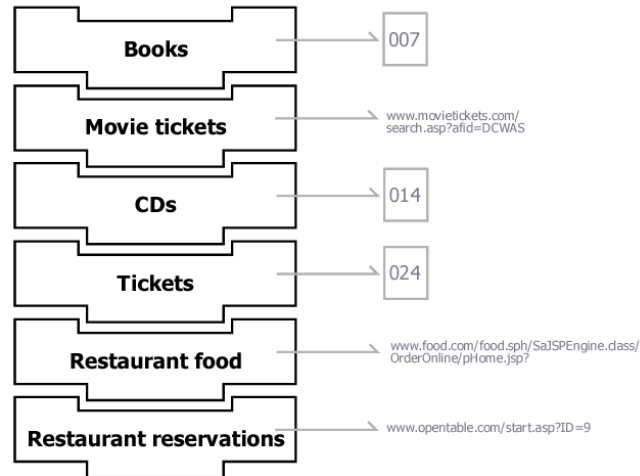 Books
007
Movie tickets
www.movietickets.com/
search.asp?afid=DCWAS
CDs
014
Tickets
024
Restaurant food
www.food.com/food.sph/SaJSPEngine.class/
OrderOnline/pHome.jsp?
Restaurant reservations
www.opentable.com/start.asp?ID=9